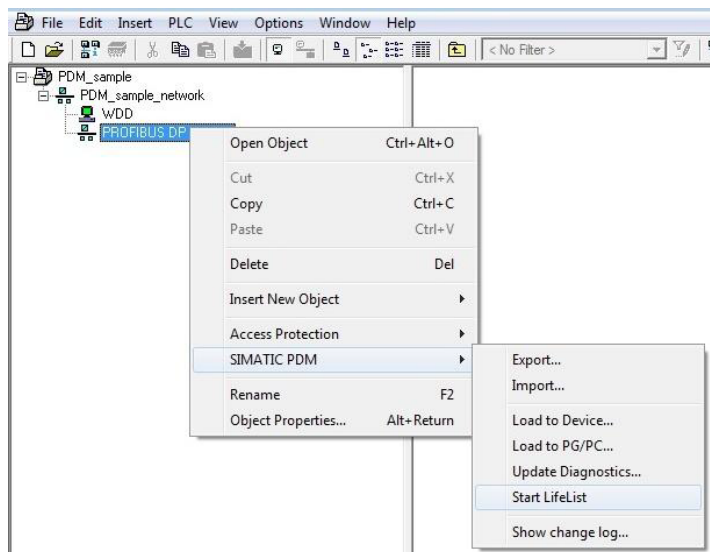 File Edit Insert PLC View Options Window Help
< No Filter >
PDM_sample
PDM_sample_network
WDD
PROFIBUS DP
Open Object Ctrl+Alt+O
Cut Ctrl+X
Copy Ctrl+C
Paste Ctrl+V
Delete Del
Insert New Object
Access Protection
SIMATIC PDM
Rename F2
Object Properties... Alt+Return
Export...
Import...
Load to Device...
Load to PG/PC...
Update Diagnostics...
Start LifeList
Show change log...